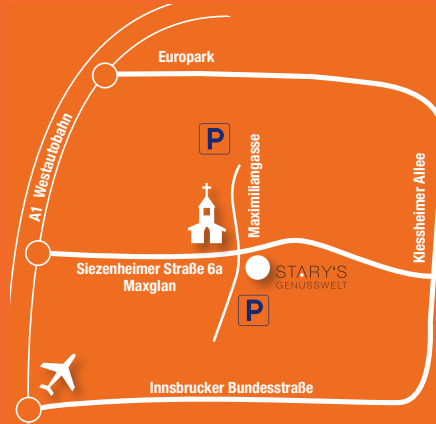 Europark
A1 Westautobahn
P
Maximiliangasse
Klessheimer Allee
Siezenheimer Straße 6a
Maxglan
STARY'S
GENUSSWELT
P
Innsbrucker Bundesstraße